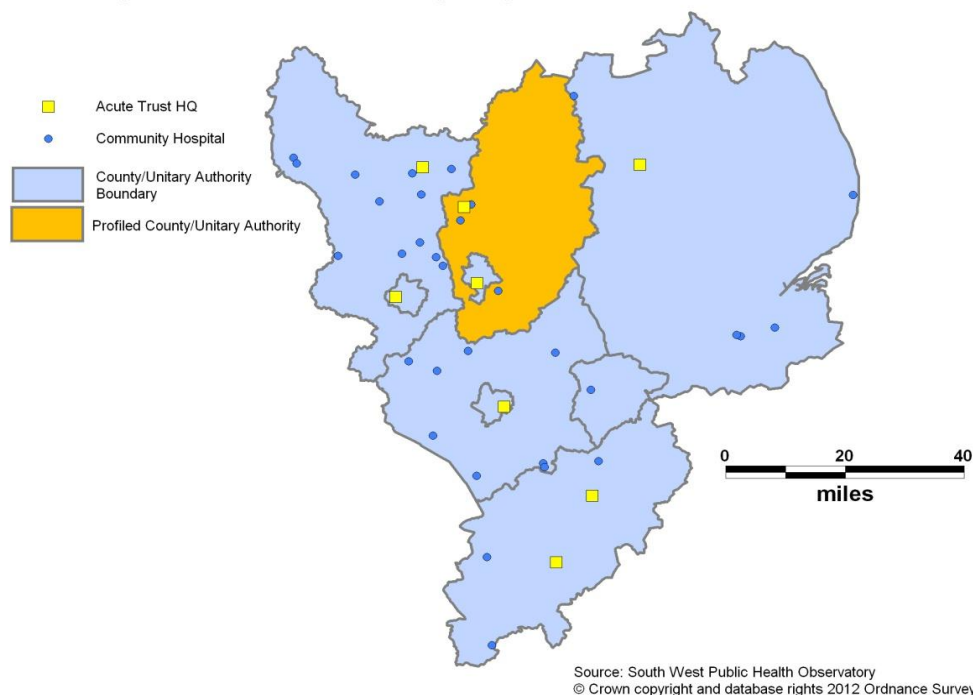 Acute Trust HQ
Community Hospital
County/Unitary Authority
Boundary
Profiled County/Unitary Authority
0 20 40
miles
Source: South West Public Health Observatory
© Crown copyright and database rights 2012 Ordnance Survey